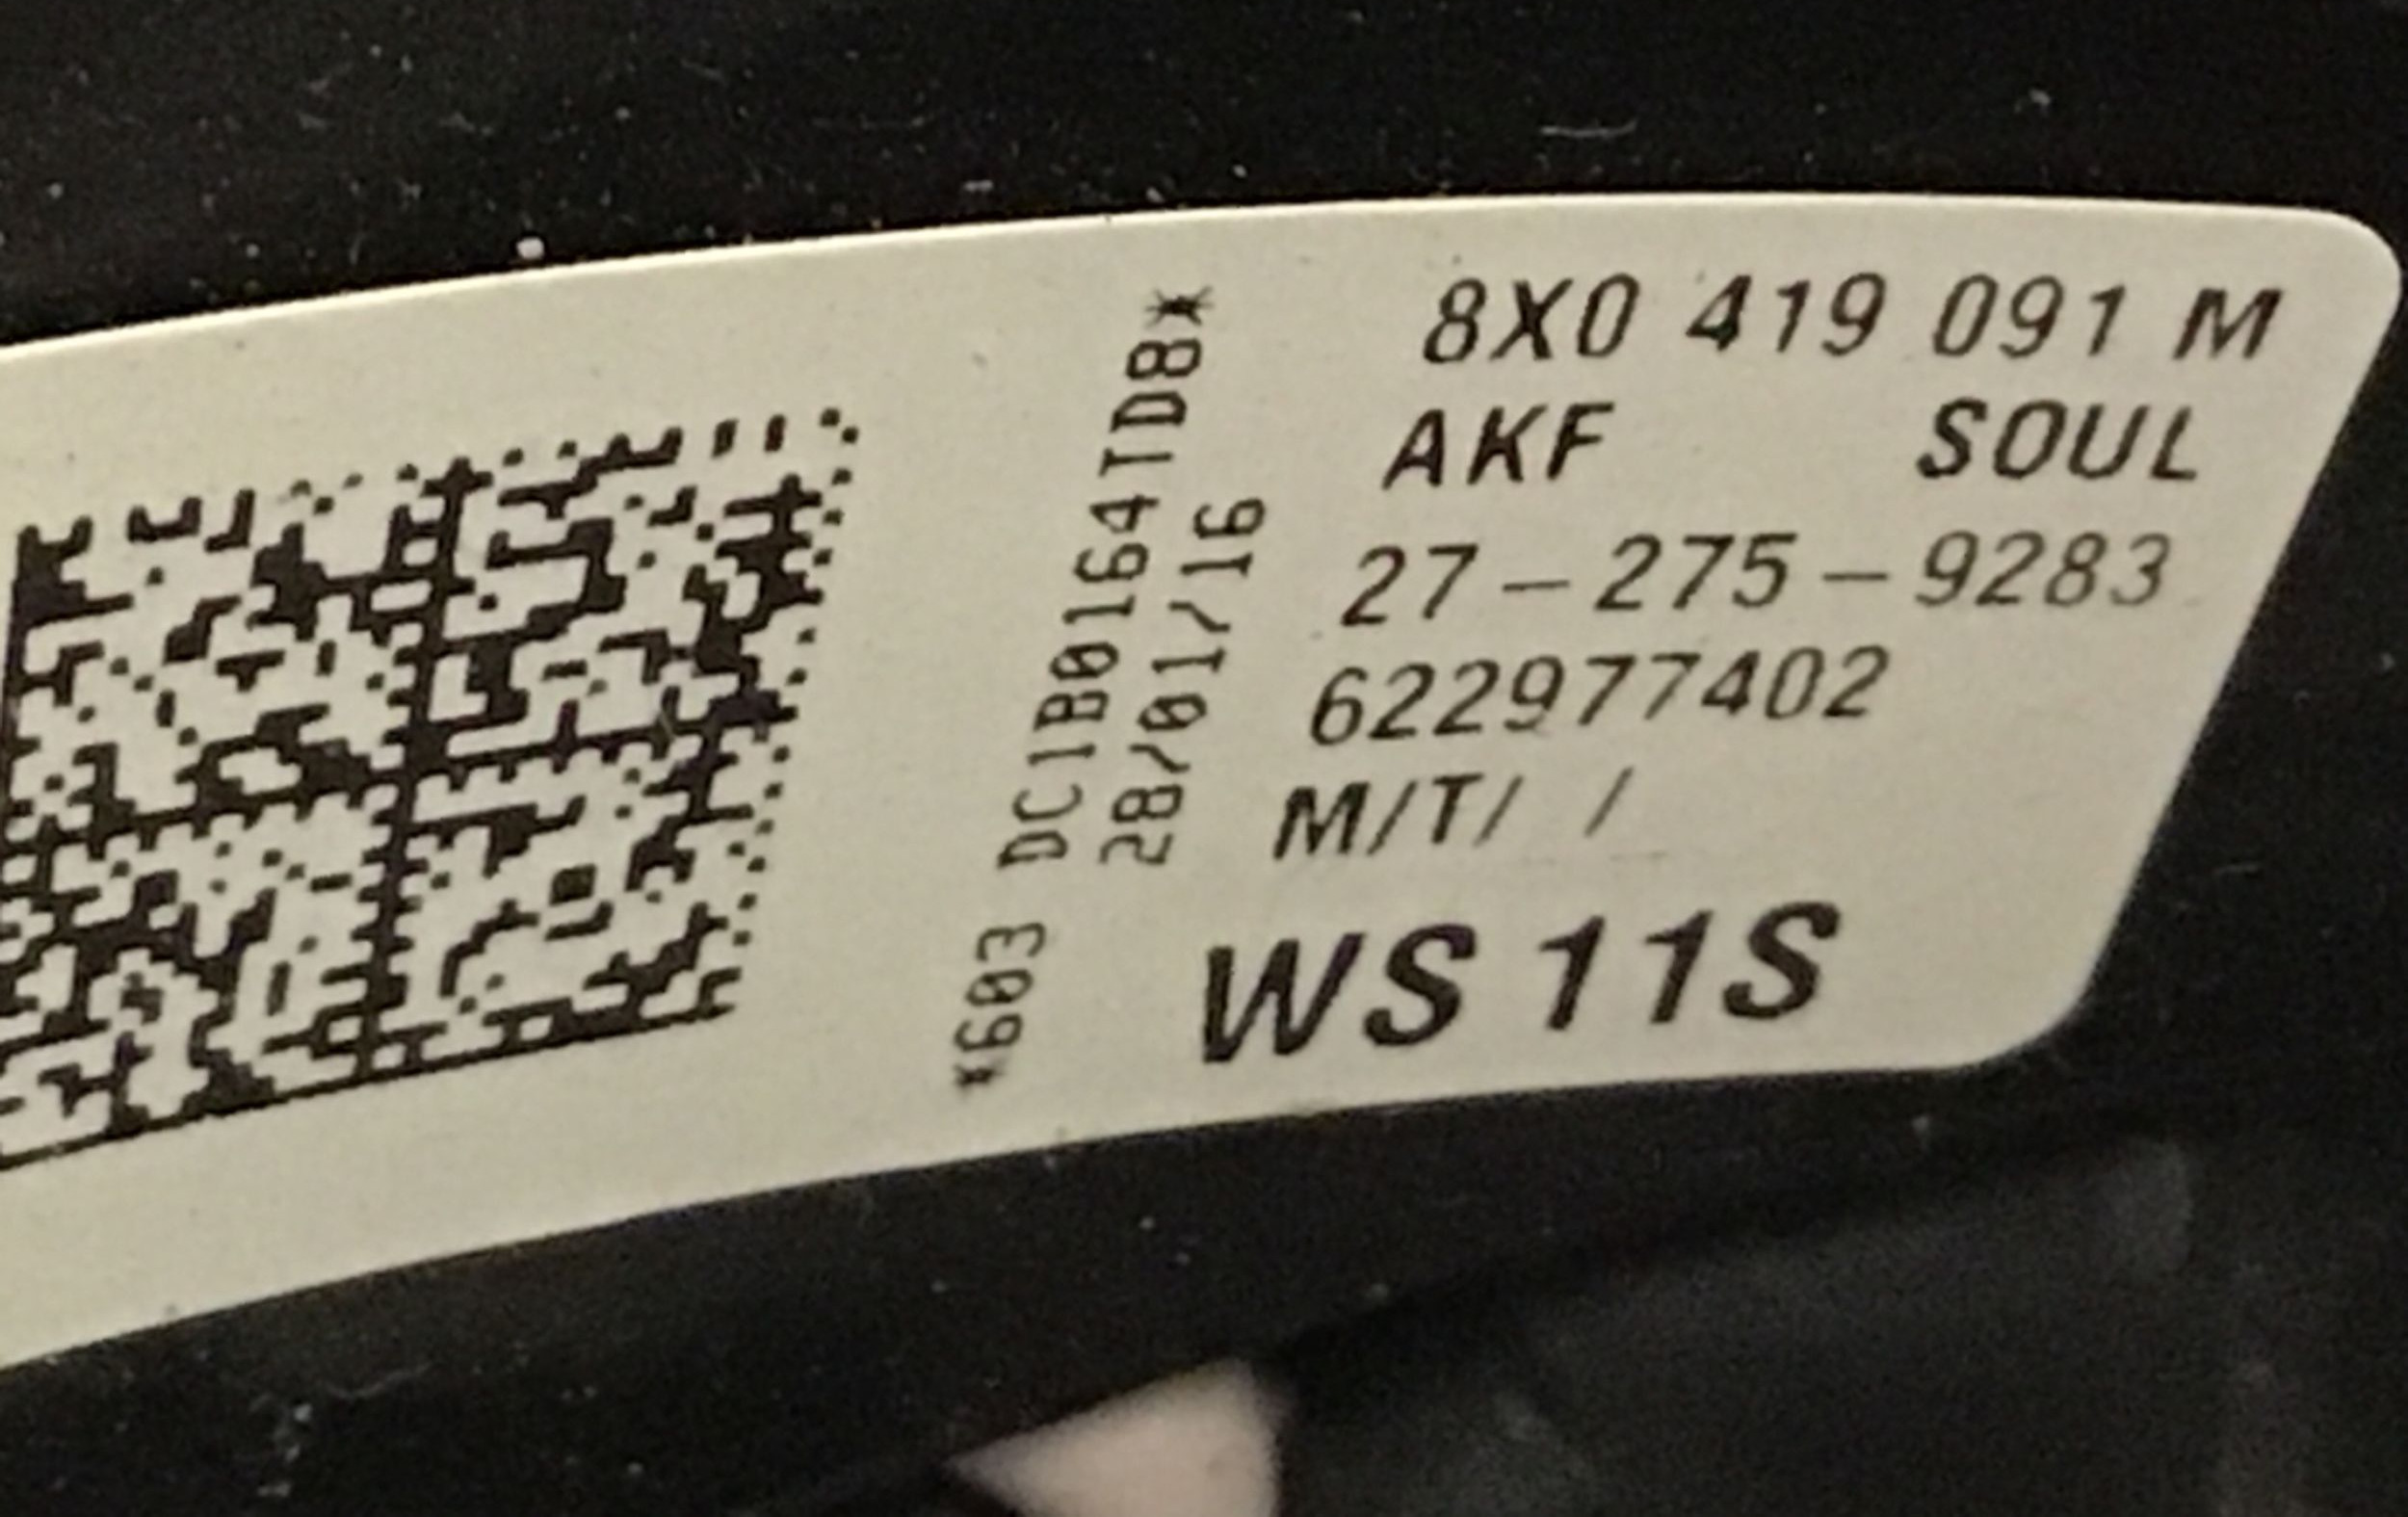 *603 DC1B0164TD8*
28/01/16
8X0 419 091 M
AKF SOUL
27-275-9283
622977402
M/T/ /
WS 11S